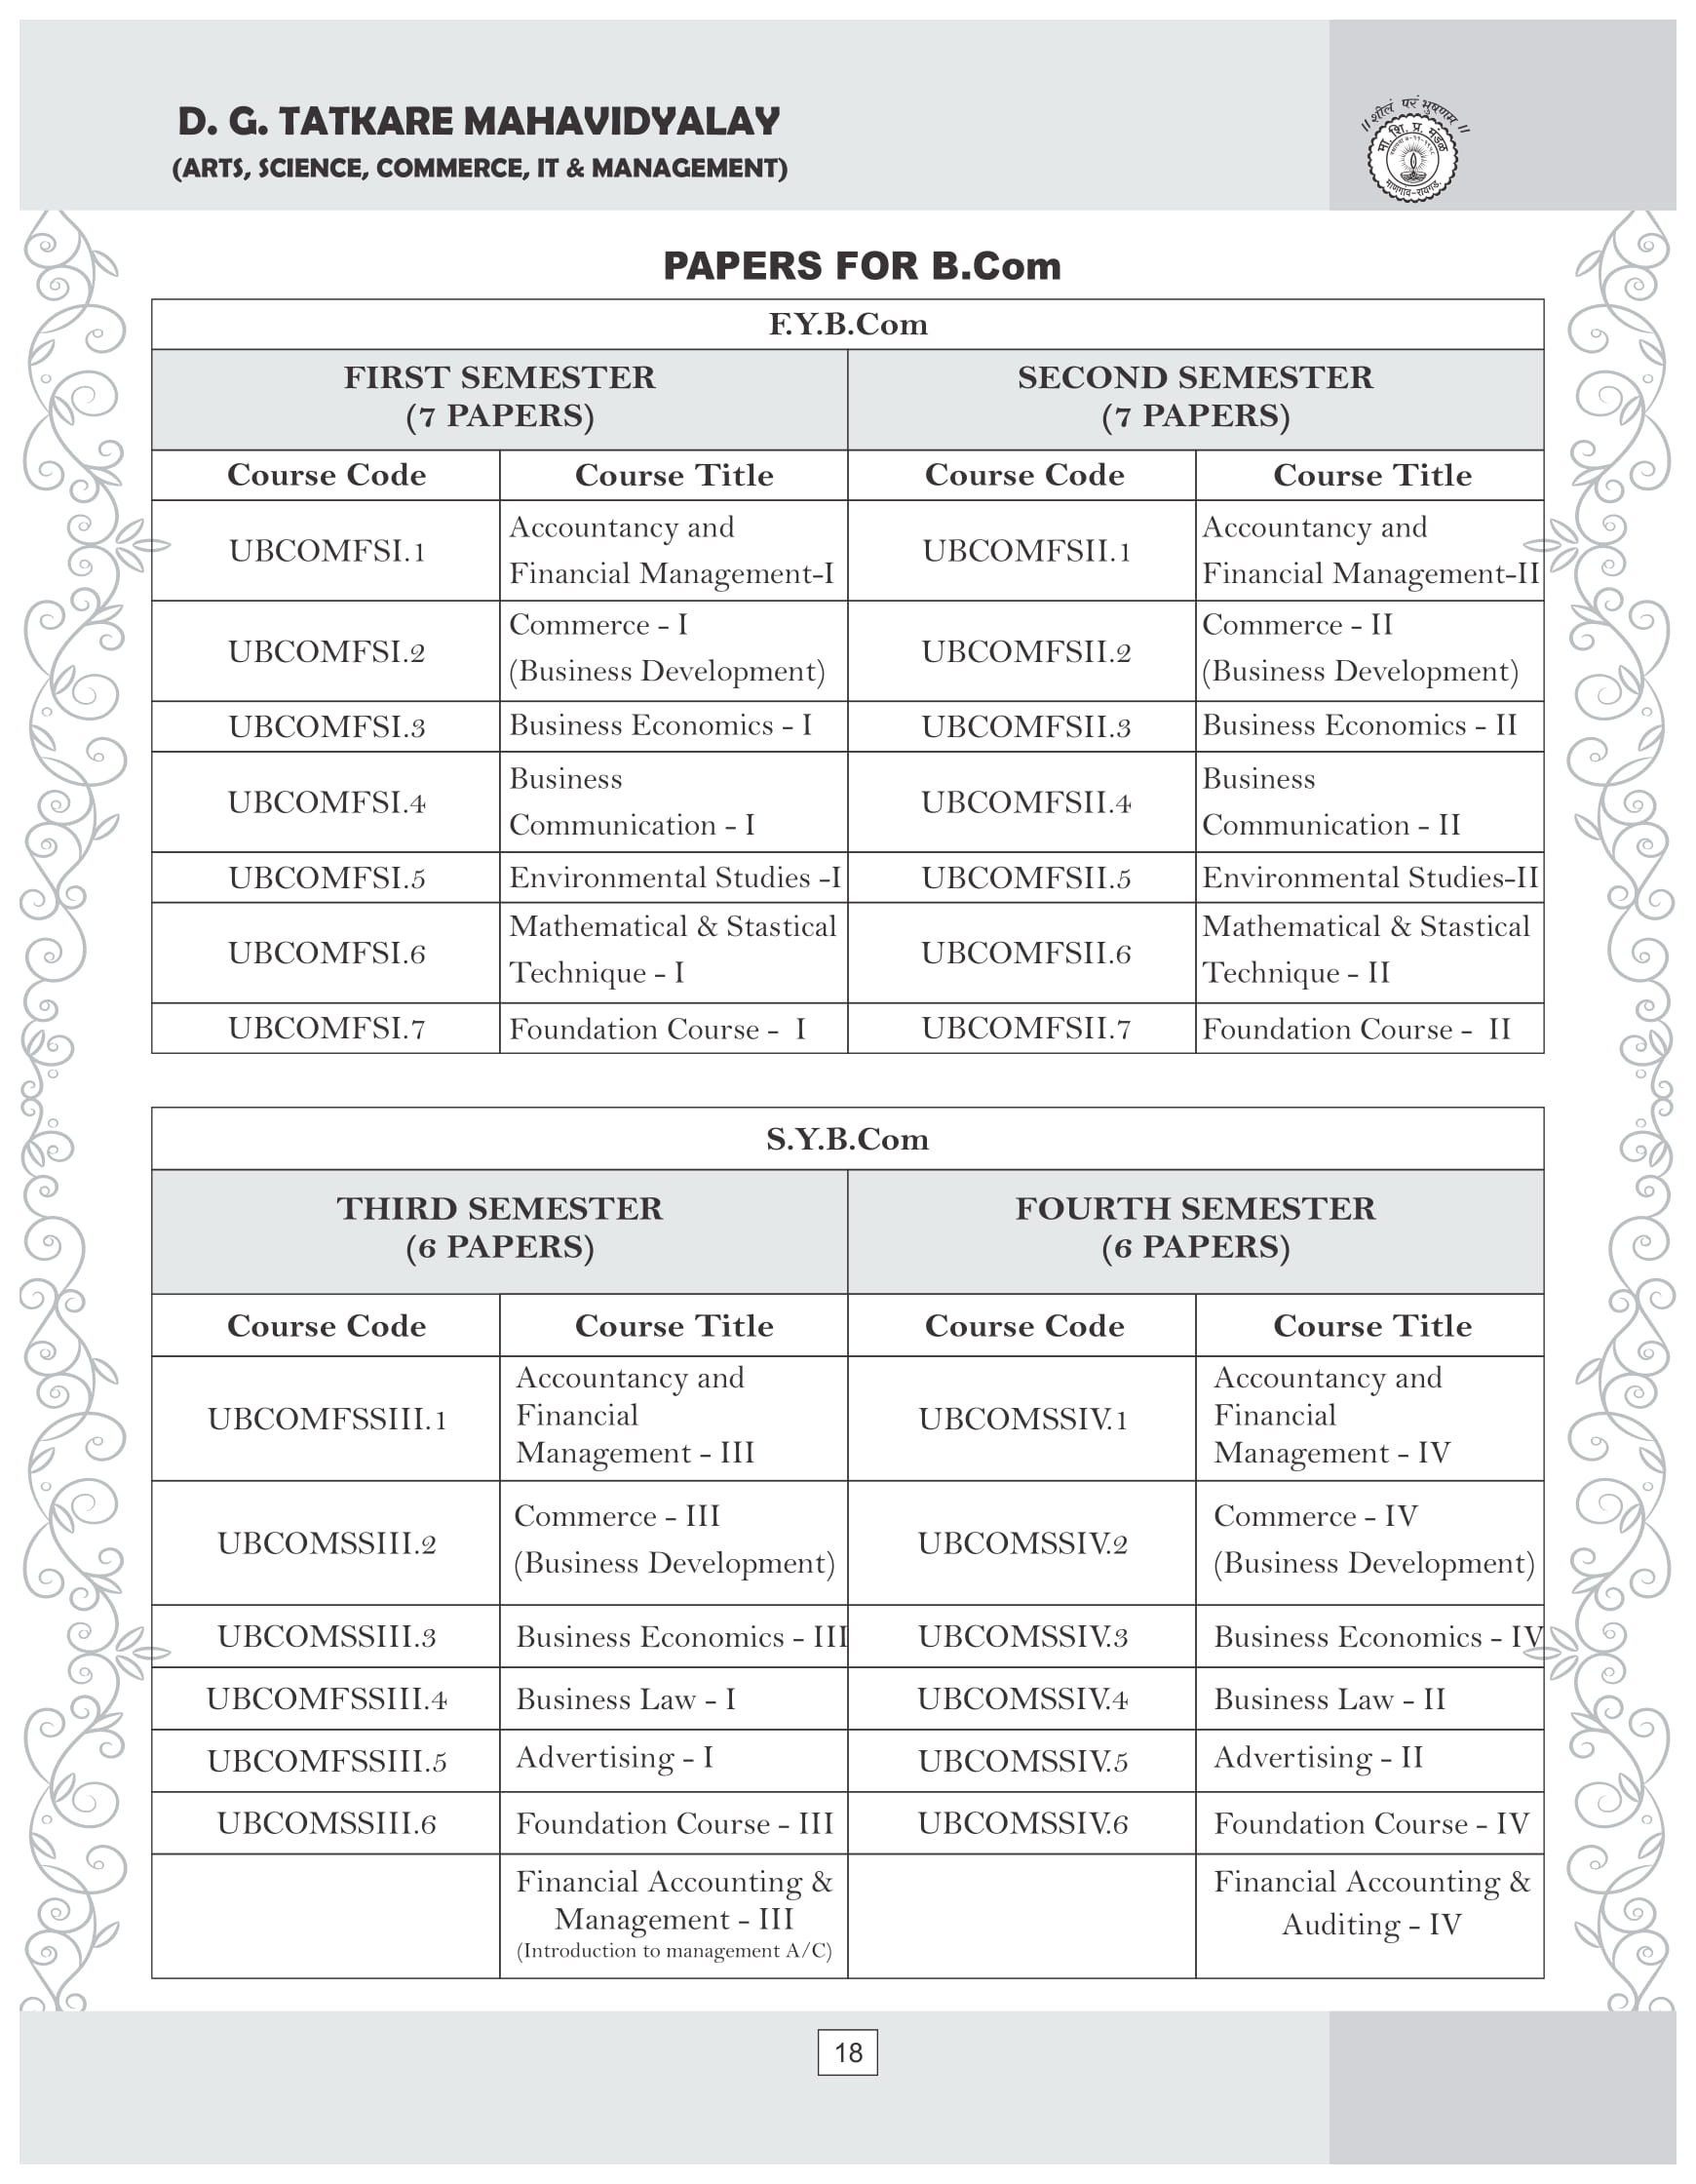 D. G. TATKARE MAHAVIDYALAY
(ARTS, SCIENCE, COMMERCE, IT & MANAGEMENT)
॥ शीलं परं भुषणम ॥
मा. शि. प्र. मंडळ
माणगाव-रायगड.
PAPERS FOR B.Com
F.Y.B.Com
FIRST SEMESTER
(7 PAPERS)
SECOND SEMESTER
(7 PAPERS)
Course Code Course Title Course Code Course Title
UBCOMFSI.1
Accountancy and
Financial Management-I
UBCOMFSII.1
Accountancy and
Financial Management-II
UBCOMFSI.2
Commerce - I
(Business Development)
UBCOMFSII.2
Commerce - II
(Business Development)
UBCOMFSI.3 Business Economics - I UBCOMFSII.3 Business Economics - II
UBCOMFSI.4
Business
Communication - I
UBCOMFSII.4
Business
Communication - II
UBCOMFSI.5 Environmental Studies -I UBCOMFSII.5 Environmental Studies-II
UBCOMFSI.6
Mathematical & Stastical
Technique - I
UBCOMFSII.6
Mathematical & Stastical
Technique - II
UBCOMFSI.7 Foundation Course - I UBCOMFSII.7 Foundation Course - II
S.Y.B.Com
THIRD SEMESTER
(6 PAPERS)
FOURTH SEMESTER
(6 PAPERS)
Course Code Course Title Course Code Course Title
UBCOMFSSIII.1
Accountancy and
Financial
Management - III
UBCOMSSIV.1
Accountancy and
Financial
Management - IV
UBCOMSSIII.2
Commerce - III
(Business Development)
UBCOMSSIV.2
Commerce - IV
(Business Development)
UBCOMSSIII.3 Business Economics - III UBCOMSSIV.3 Business Economics - IV
UBCOMFSSIII.4 Business Law - I UBCOMSSIV.4 Business Law - II
UBCOMFSSIII.5 Advertising - I UBCOMSSIV.5 Advertising - II
UBCOMSSIII.6 Foundation Course - III UBCOMSSIV.6 Foundation Course - IV
Financial Accounting &
Management - III
(Introduction to management A/C)
Financial Accounting &
Auditing - IV
18